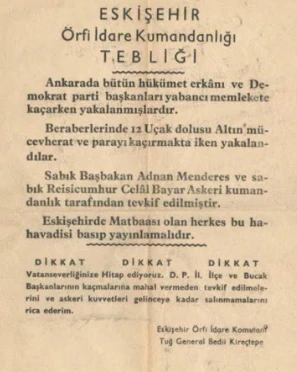 ESKİŞEHİR
Örfi İdare Kumandanlığı
TEBLİĞİ
Ankarada bütün hükümet erkânı ve De-
mokrat parti başkanları yabancı memlekete
kaçarken yakalanmışlardır.
Beraberlerinde 12 Uçak dolusu Altın mü-
cevherat ve parayı kaçırmakta iken yakalan-
dılar.
Sabık Başbakan Adnan Menderes ve sa-
bık Reisicumhur Celâl Bayar Askeri kuman-
danlık tarafından tevkif edilmiştir.
Eskişehirde Matbaası olan herkes bu ha-
havadisi basıp yayınlamalıdır.
DİKKAT DİKKAT DİKKAT
Vatanseverliğinize Hitap ediyoruz. D. P. İl. İlçe ve Bucak
Başkanlarının kaçmalarına mahal vermeden tevkif edilmele-
rini ve askeri kuvvetleri gelinceye kadar salınmamalarını
rica ederim.
Eskişehir Örfi İdare Komutanı
Tuğ General Bedii Kireçtepe